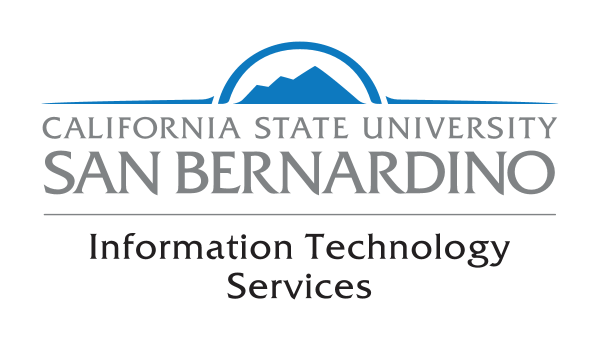 CALIFORNIA STATE UNIVERSITY
SAN BERNARDINO
Information Technology
Services